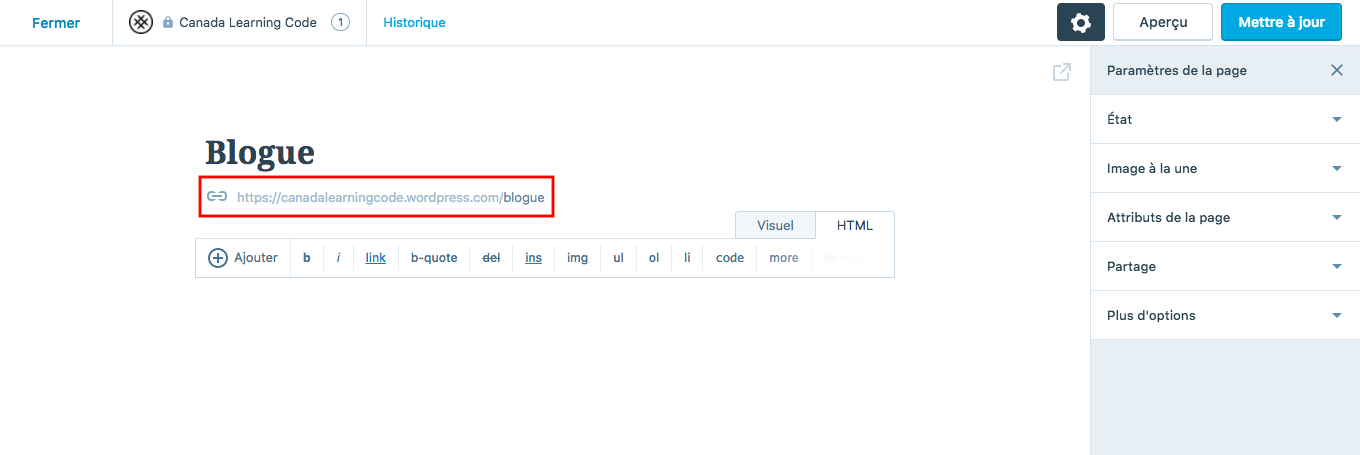 Fermer Canada Learning Code 1 Historique Aperçu Mettre à jour
Paramètres de la page
État
Blogue
Image à la une
https://canadalearningcode.wordpress.com/blogue
Attributs de la page
Visuel HTML
Ajouter b i link b-quote del ins img ul ol li code more
Partage
Plus d'options